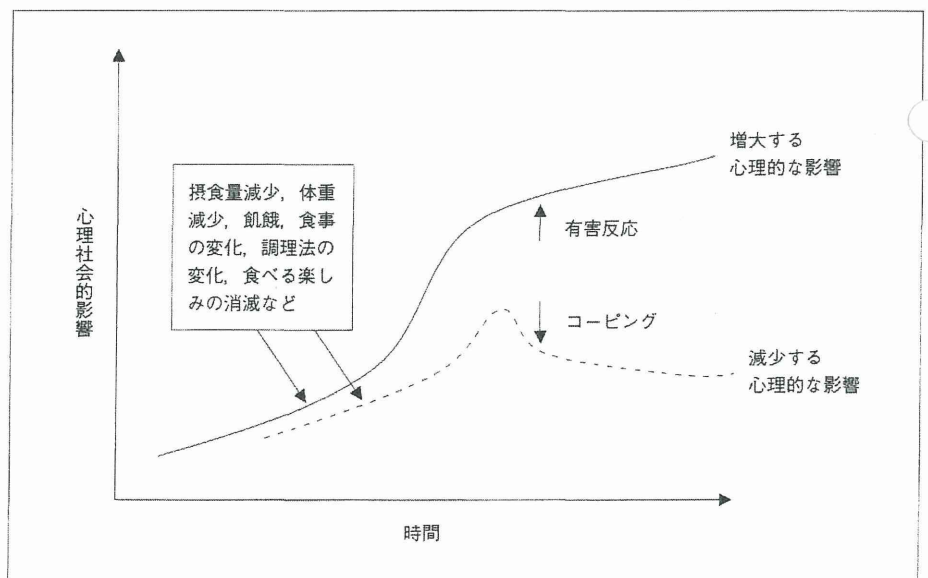 増大する
心理的な影響
摂食量減少，体重
減少，飢餓，食事
の変化，調理法の
変化，食べる楽し
みの消滅など
有害反応
心理社会的影響
コーピング
減少する
心理的な影響
時間